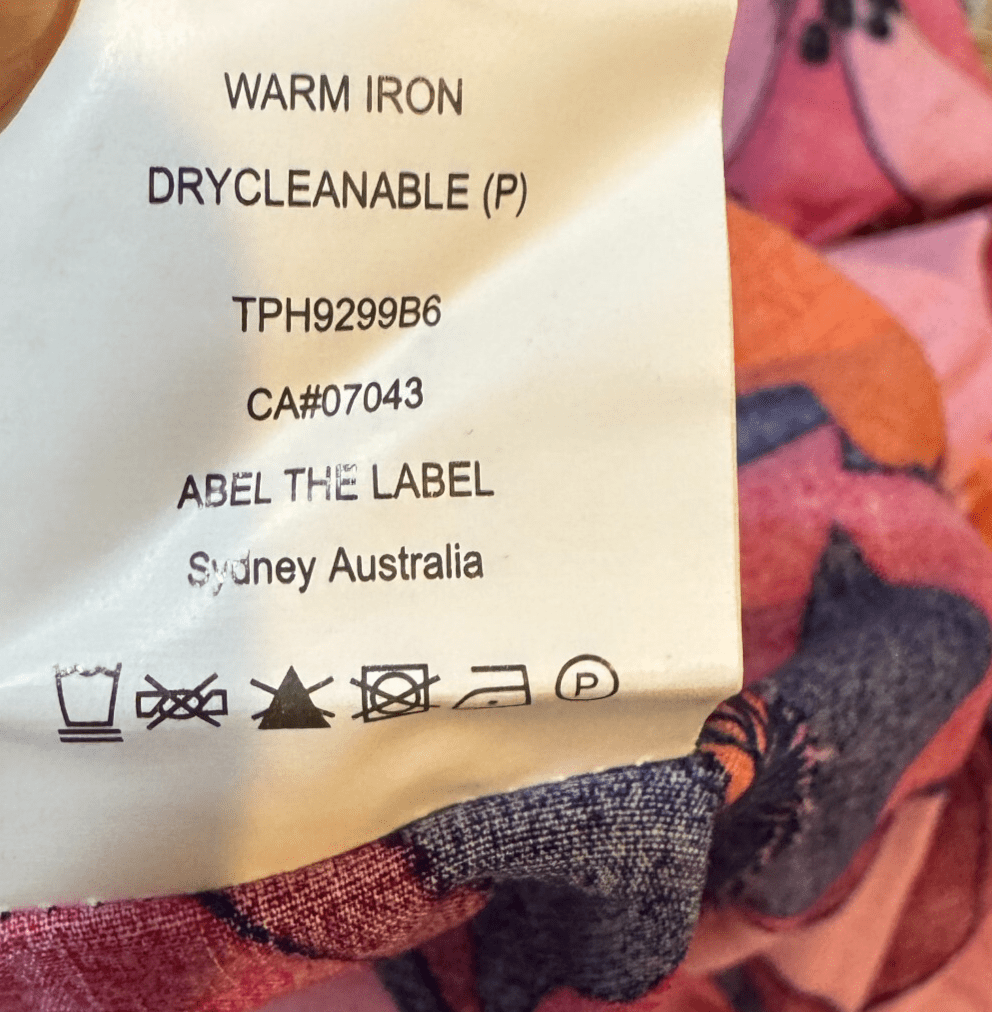 WARM IRON
DRYCLEANABLE (P)
TPH9299B6
CA#07043
ABEL THE LABEL
Sydney Australia
P